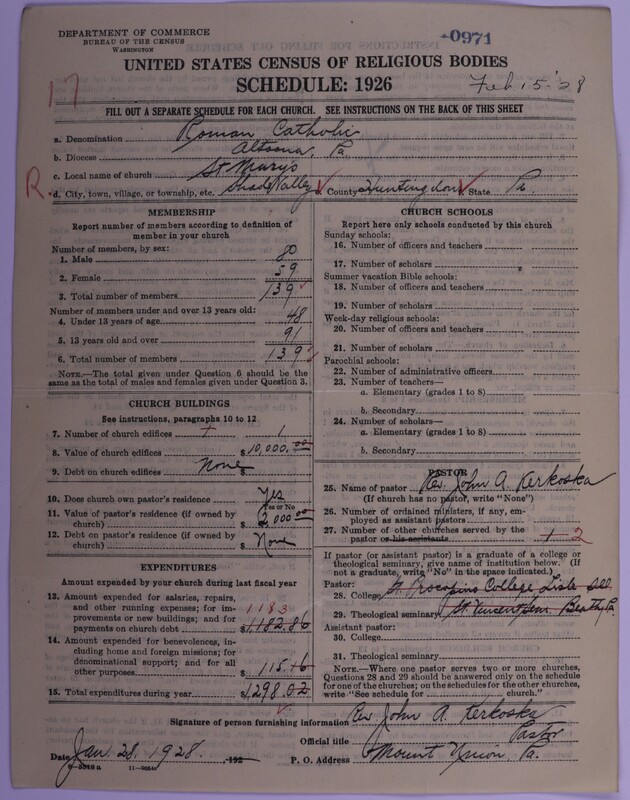 DEPARTMENT OF COMMERCE
BUREAU OF THE CENSUS
WASHINGTON
0971
UNITED STATES CENSUS OF RELIGIOUS BODIES
SCHEDULE: 1926
17
Feb 15 '28
FILL OUT A SEPARATE SCHEDULE FOR EACH CHURCH. SEE INSTRUCTIONS ON THE BACK OF THIS SHEET
a. Denomination Roman Catholic
b. Diocese Altoona, Pa.
c. Local name of church St Mary's
R
d. City, town, village, or township, etc. Shade Valley County Huntingdon State Pa.
MEMBERSHIP
Report number of members according to definition of member in your church
Number of members, by sex:
1. Male 80
2. Female 59
3. Total number of members 139
Number of members under and over 13 years old:
4. Under 13 years of age 48
5. 13 years old and over 91
6. Total number of members 139
NOTE.—The total given under Question 6 should be the
same as the total of males and females given under Question 3.
CHURCH BUILDINGS
See instructions, paragraphs 10 to 12
7. Number of church edifices 1 1
8. Value of church edifices $10,000.00
9. Debt on church edifices None $
10. Does church own pastor's residence Yes
Yes or No
11. Value of pastor's residence (if owned by
church) $2,000 00
12. Debt on pastor's residence (if owned by
church) $None
EXPENDITURES
Amount expended by your church during last fiscal year
13. Amount expended for salaries, repairs,
and other running expenses; for im-
provements or new buildings; and for
payments on church debt 1183 $1182.86
14. Amount expended for benevolences, in-
cluding home and foreign missions; for
denominational support; and for all
other purposes $115.16
15. Total expenditures during year $1298.02
CHURCH SCHOOLS
Report here only schools conducted by this church
Sunday schools:
16. Number of officers and teachers
17. Number of scholars
Summer vacation Bible schools:
18. Number of officers and teachers
19. Number of scholars
Week-day religious schools:
20. Number of officers and teachers
21. Number of scholars
Parochial schools:
22. Number of administrative officers
23. Number of teachers—
a. Elementary (grades 1 to 8)
b. Secondary
24. Number of scholars—
a. Elementary (grades 1 to 8)
b. Secondary
PASTOR
25. Name of pastor Rev. John A. Kerkoska
(If church has no pastor, write "None")
26. Number of ordained ministers, if any, em-
ployed as assistant pastors
27. Number of other churches served by the
pastor or his assistants 1 2
If pastor (or assistant pastor) is a graduate of a college or
theological seminary, give name of institution below. (If
not a graduate, write "No" in the space indicated.)
Pastor:
28. College St. Procopius College Lisle Ill.
29. Theological seminary St Vincent Sem. Beatty Pa.
Assistant pastor:
30. College
31. Theological seminary
NOTE.—Where one pastor serves two or more churches,
Questions 28 and 29 should be answered only on the schedule
for one of the churches; on the schedules for the other churches,
write "See schedule for church."
Signature of person furnishing information Rev John A. Kerkoska
Official title Pastor
Date Jan. 28, 1928. 192
P. O. Address Mount Union, Pa.